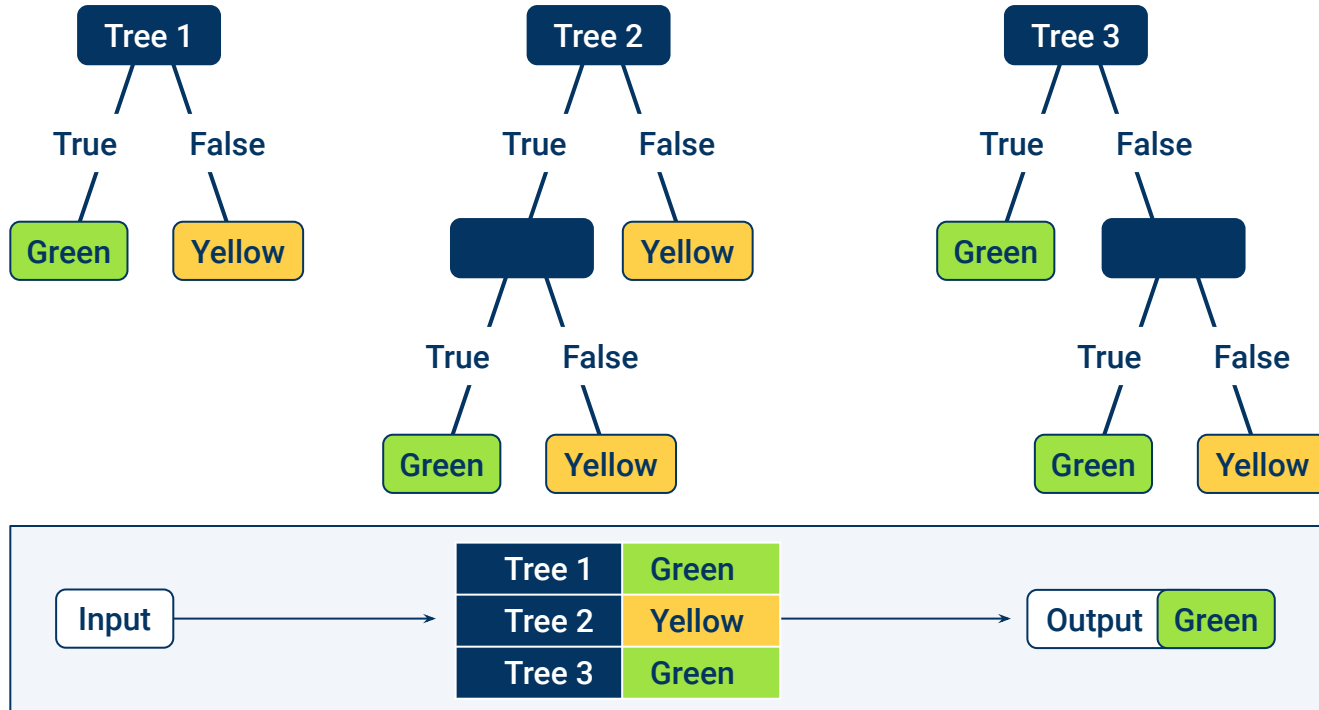 Tree 1
Tree 2
Tree 3
True
False
True
False
True
False
Green
Yellow
Yellow
Green
True
False
True
False
Green
Yellow
Green
Yellow
Input
Tree 1 Green
Tree 2 Yellow
Tree 3 Green
Output Green